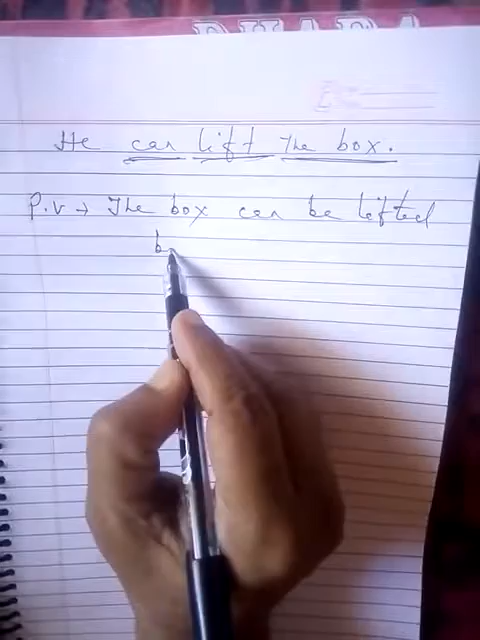 He can lift the box.
P.V → The box can be lifted
b